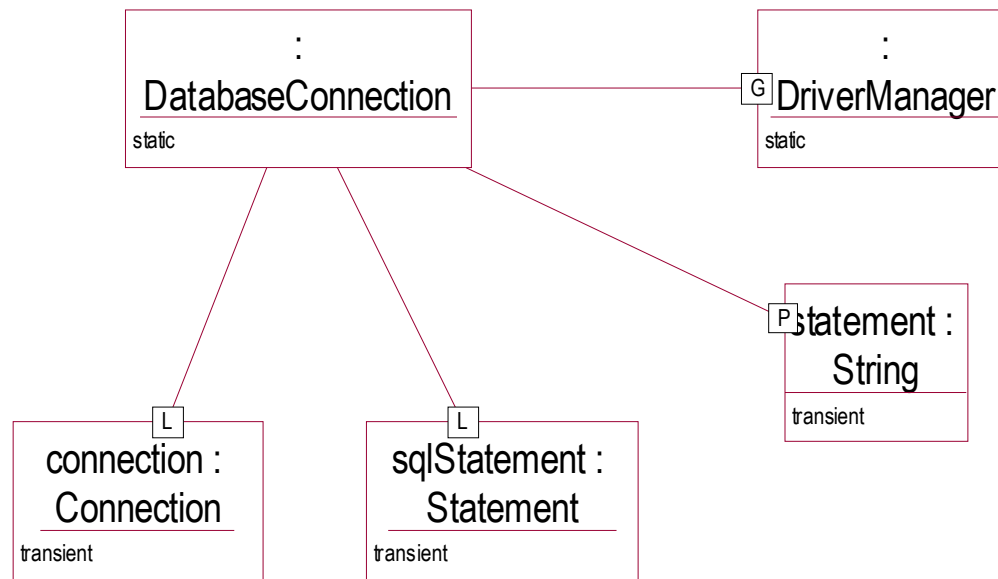 :
DatabaseConnection
static
G
:
DriverManager
static
P
statement :
String
transient
L
connection :
Connection
transient
L
sqlStatement :
Statement
transient